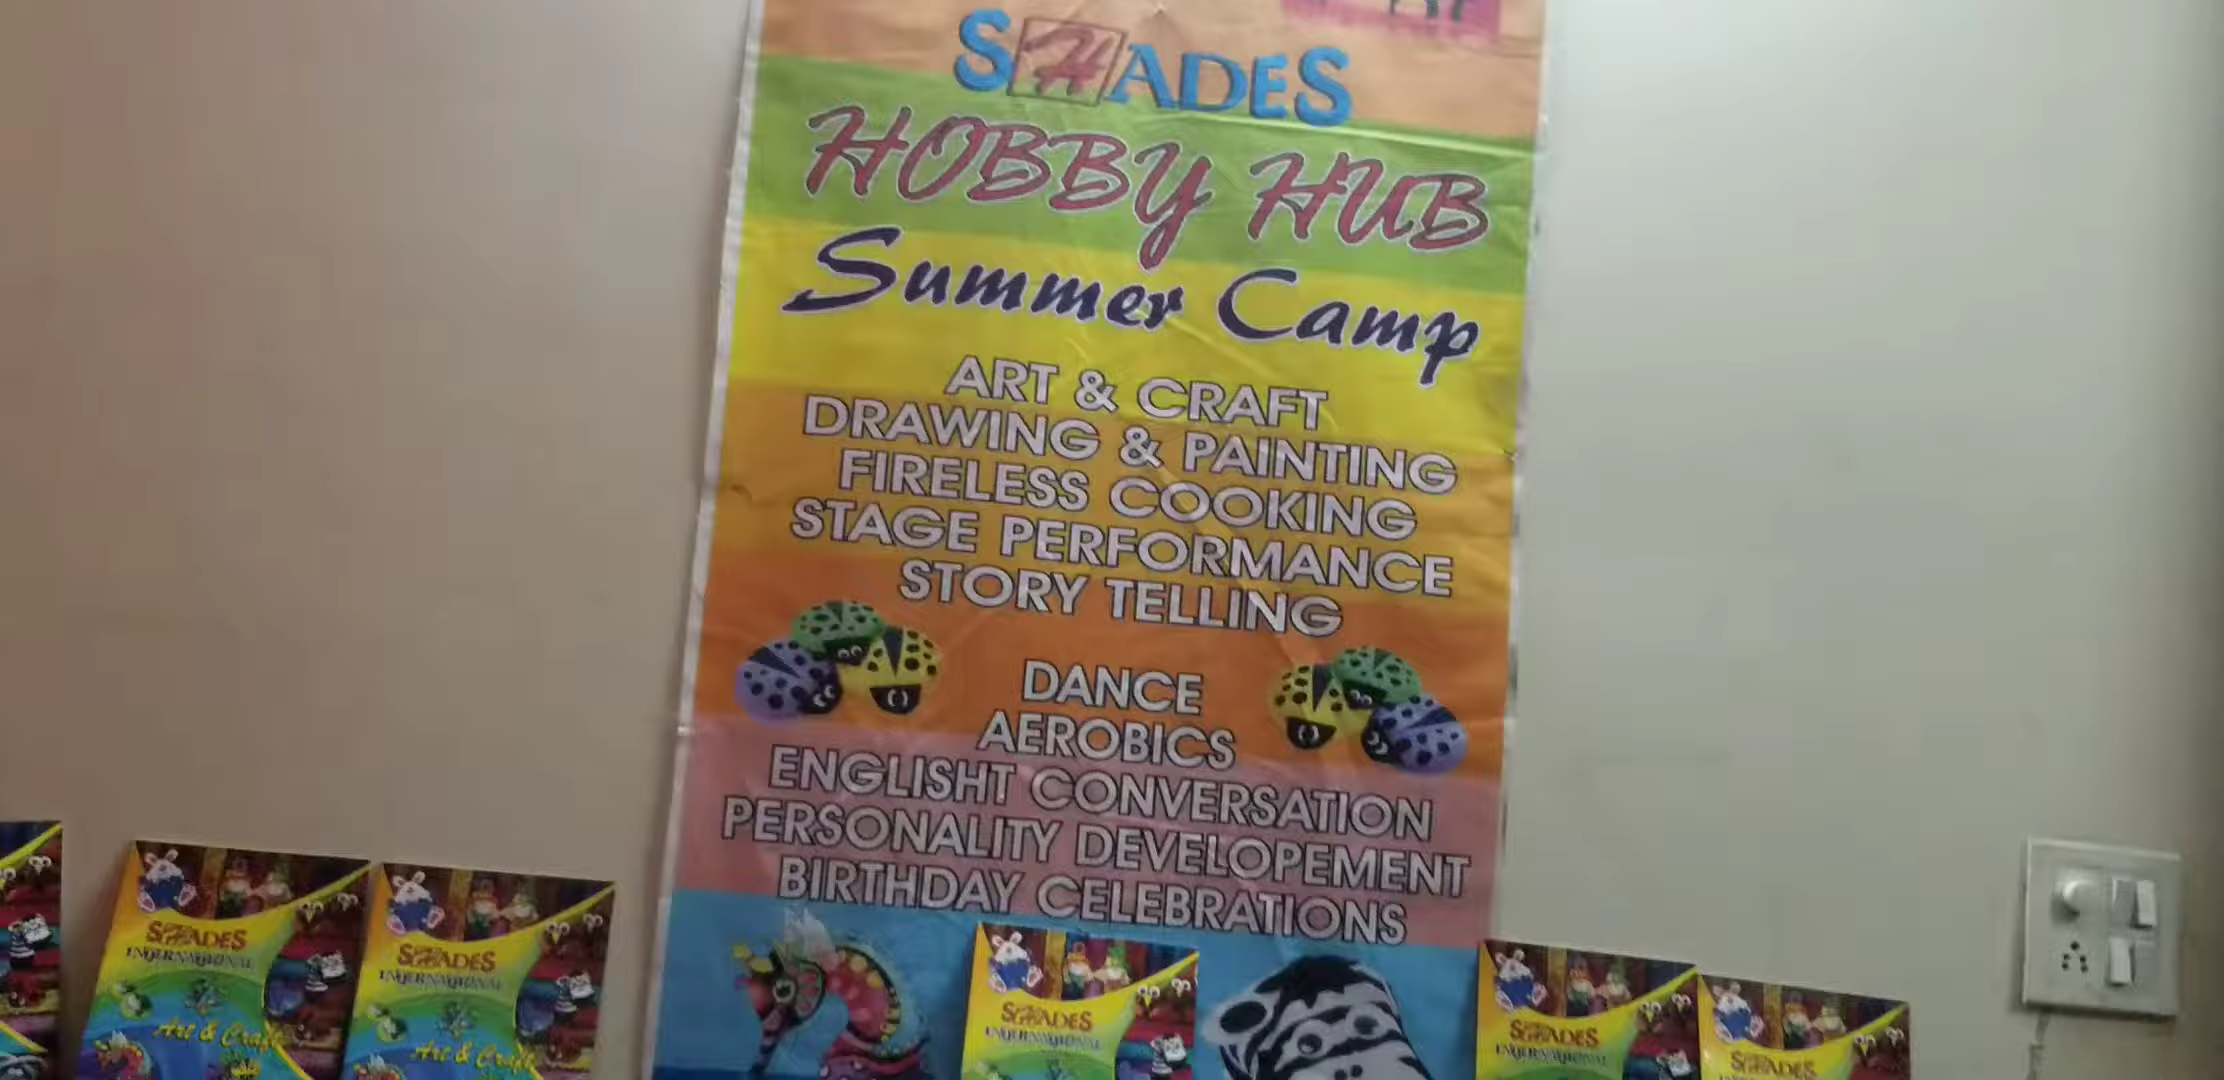 SHADES
HOBBY HUB
Summer Camp
ART & CRAFT
DRAWING & PAINTING
FIRELESS COOKING
STAGE PERFORMANCE
STORY TELLING
DANCE
AEROBICS
ENGLISHT CONVERSATION
PERSONALITY DEVELOPEMENT
BIRTHDAY CELEBRATIONS
SHADES
INTERNATIONAL
Art & Craft
SHADES
INTERNATIONAL
Art & Craft
SHADES
INTERNATIONAL
SHADES
INTERNATIONAL
SHADES